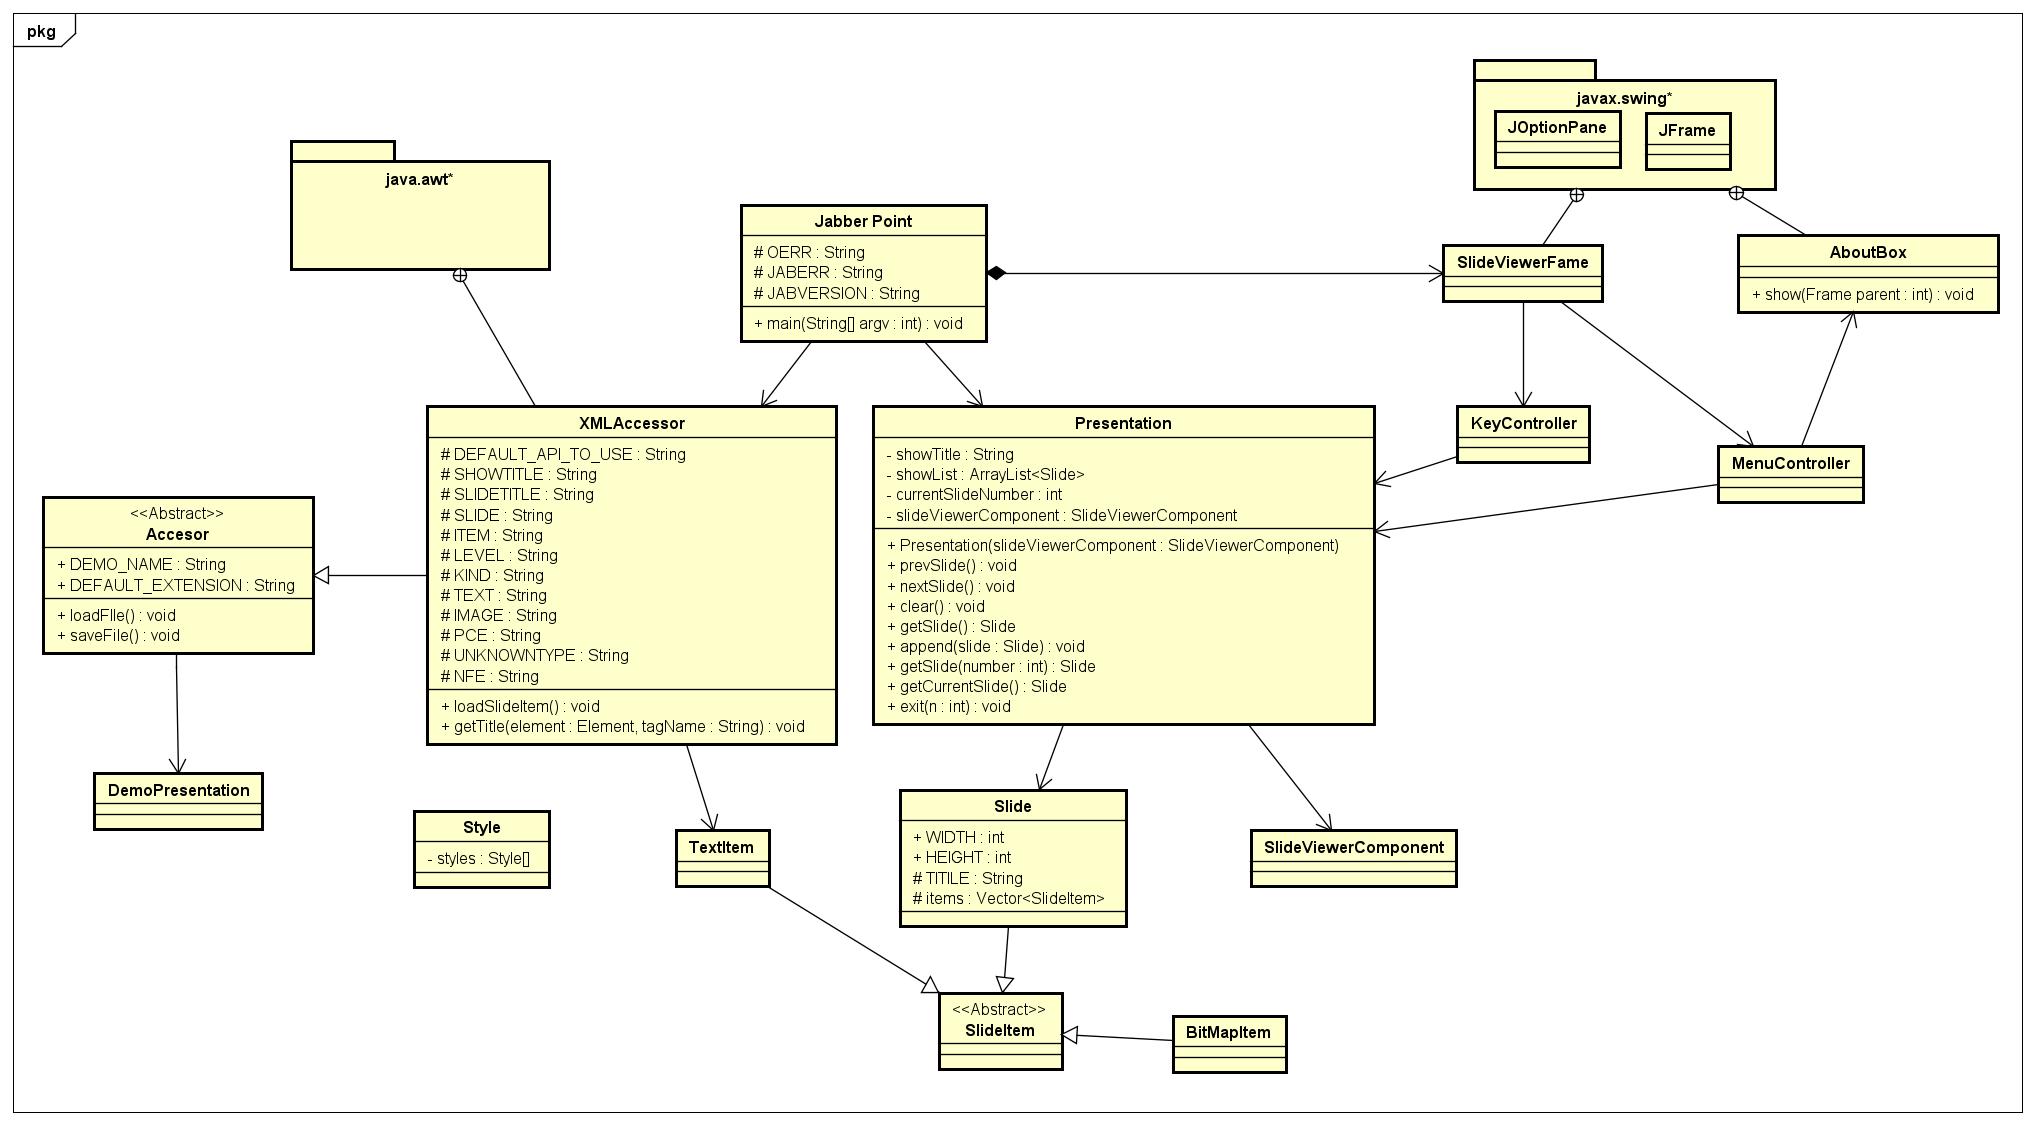 pkg
javax.swing*
JOptionPane
JFrame
java.awt*
Jabber Point
# OERR : String
# JABERR : String
# JABVERSION : String
+ main(String[] argv : int) : void
SlideViewerFame
AboutBox
+ show(Frame parent : int) : void
XMLAccessor
# DEFAULT_API_TO_USE : String
# SHOWTITLE : String
# SLIDETITLE : String
# SLIDE : String
# ITEM : String
# LEVEL : String
# KIND : String
# TEXT : String
# IMAGE : String
# PCE : String
# UNKNOWNTYPE : String
# NFE : String
+ loadSlideItem() : void
+ getTitle(element : Element, tagName : String) : void
Presentation
- showTitle : String
- showList : ArrayList<Slide>
- currentSlideNumber : int
- slideViewerComponent : SlideViewerComponent
+ Presentation(slideViewerComponent : SlideViewerComponent)
+ prevSlide() : void
+ nextSlide() : void
+ clear() : void
+ getSlide() : Slide
+ append(slide : Slide) : void
+ getSlide(number : int) : Slide
+ getCurrentSlide() : Slide
+ exit(n : int) : void
KeyController
MenuController
<<Abstract>>
Accesor
+ DEMO_NAME : String
+ DEFAULT_EXTENSION : String
+ loadFIle() : void
+ saveFile() : void
DemoPresentation
Style
- styles : Style[]
TextItem
Slide
+ WIDTH : int
+ HEIGHT : int
# TITILE : String
# items : Vector<SlideItem>
SlideViewerComponent
<<Abstract>>
SlideItem
BitMapItem